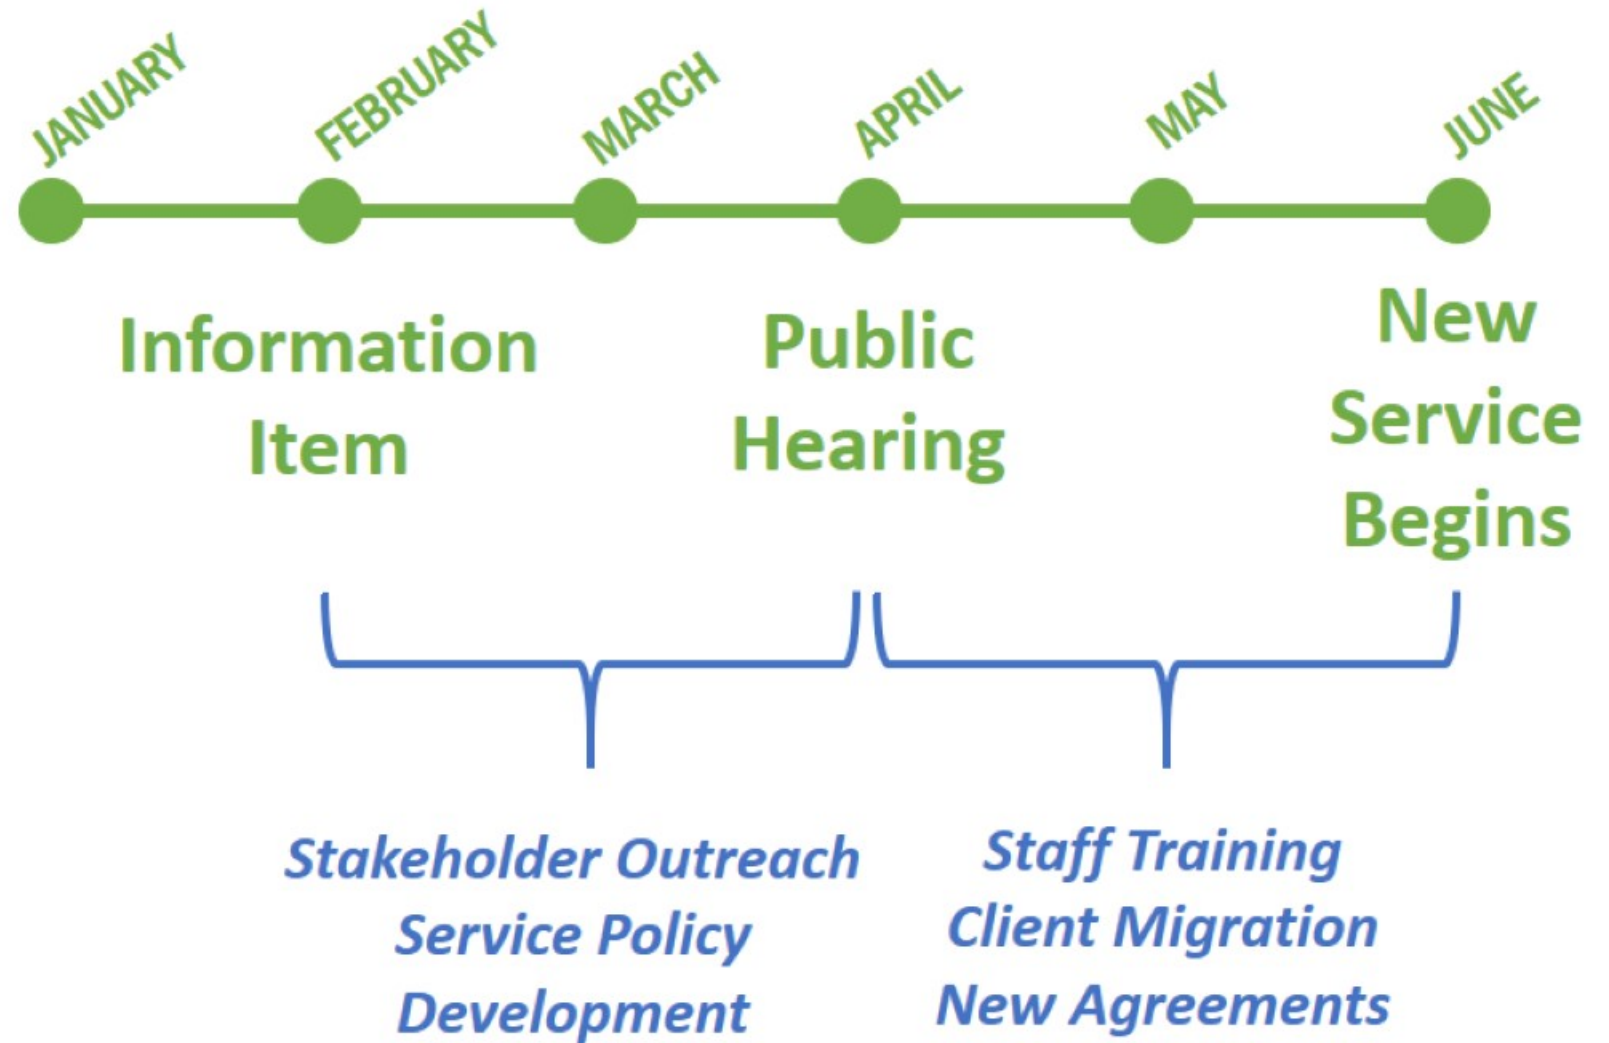 JANUARY
FEBRUARY
MARCH
APRIL
MAY
JUNE
Information
Item
Public
Hearing
New
Service
Begins
Stakeholder Outreach
Service Policy
Development
Staff Training
Client Migration
New Agreements